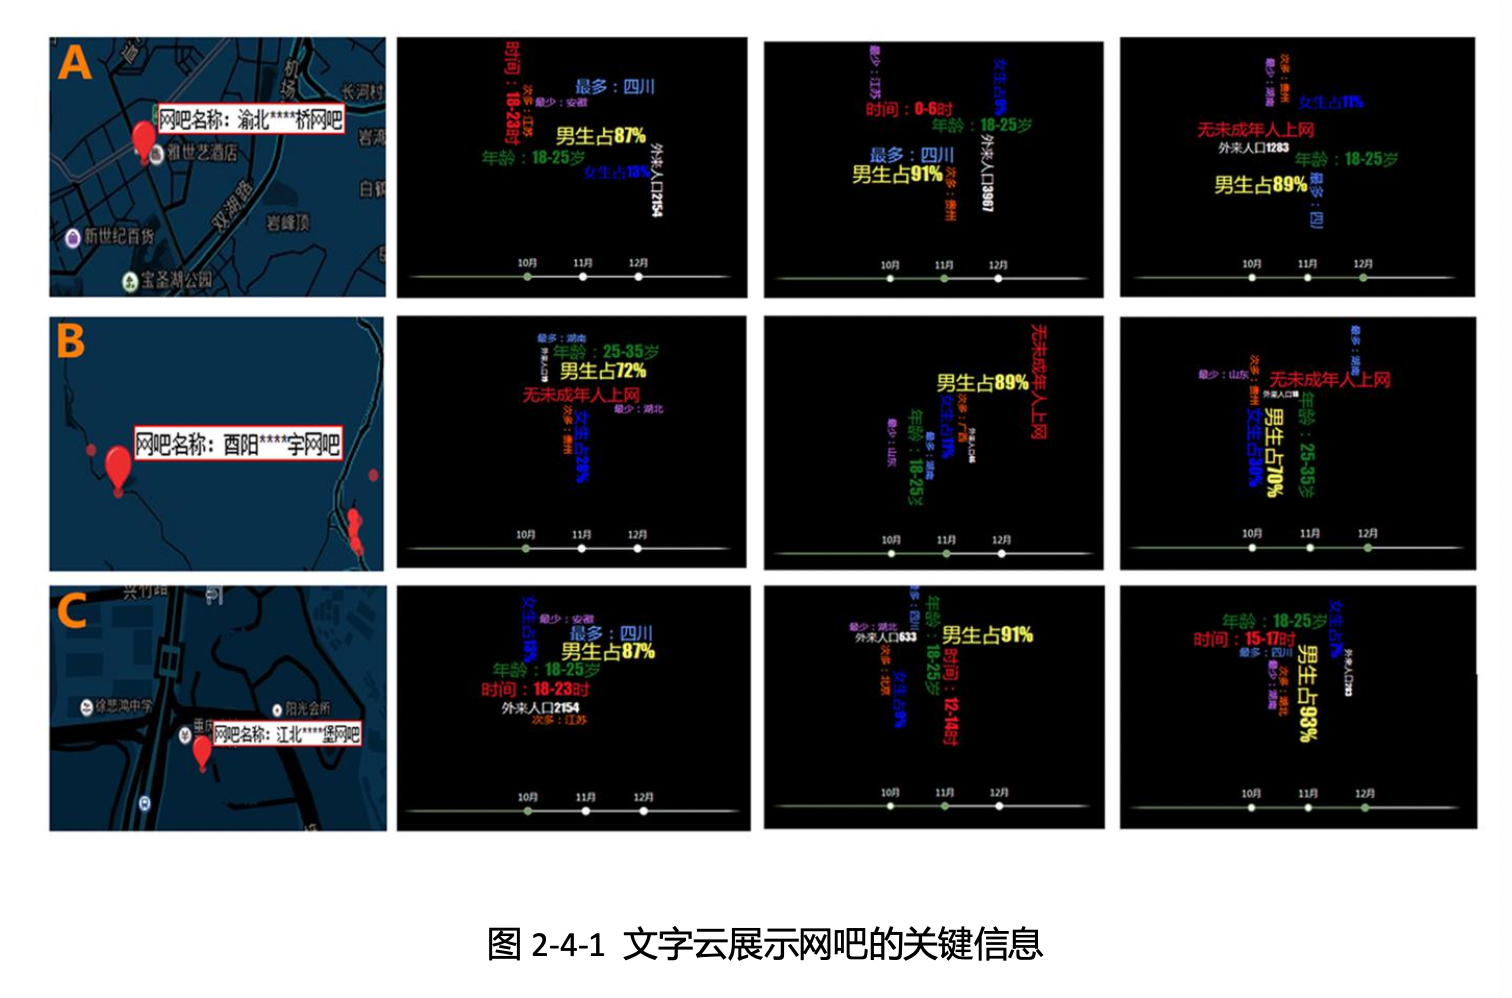 A
机场
长河村
网吧名称：渝北****桥网吧
雅世艺酒店
双湖路
岩峰顶
新世纪百货
宝圣湖公园
时间：18-23时
次多：江苏
最少：安徽
最多：四川
男生占87%
年龄：18-25岁
女生占13%
外来人口2154
10月 11月 12月
最少：江苏
女生占9%
时间：0-6时
年龄：18-25岁
外来人口3967
最多：四川
男生占91%
次多：贵州
10月 11月 12月
最少：湖南
次多：贵州
女生占11%
无未成年人上网
外来人口1283
年龄：18-25岁
男生占89%
最多：四川
10月 11月 12月
B
网吧名称：酉阳****宇网吧
最多：湖南
年龄：25-35岁
男生占72%
无未成年人上网
最少：湖北
次多：贵州
女生占28%
10月 11月 12月
无未成年人上网
男生占89%
次多：广西
女生占11%
最少：山东
年龄：18-25岁
最多：湖南
10月 11月 12月
最多：湖南
次多：贵州
最少：山东
无未成年人上网
女生占30%
男生占70%
年龄：25-35岁
10月 11月 12月
C
兴竹路
徐悲鸿中学
阳光会所
网吧名称：江北****堡网吧
女生占13%
最少：安徽
最多：四川
男生占87%
年龄：18-25岁
时间：18-23时
外来人口2154
次多：江苏
10月 11月 12月
最多：四川
年龄：18-25岁
最少：湖北
外来人口633
男生占91%
次多：北京
女生占9%
时间：12-14时
10月 11月 12月
年龄：18-25岁
女生占7%
时间：15-17时
最多：四川
男生占93%
外来人口283
最少：湖南
次多：湖北
10月 11月 12月
图 2-4-1 文字云展示网吧的关键信息